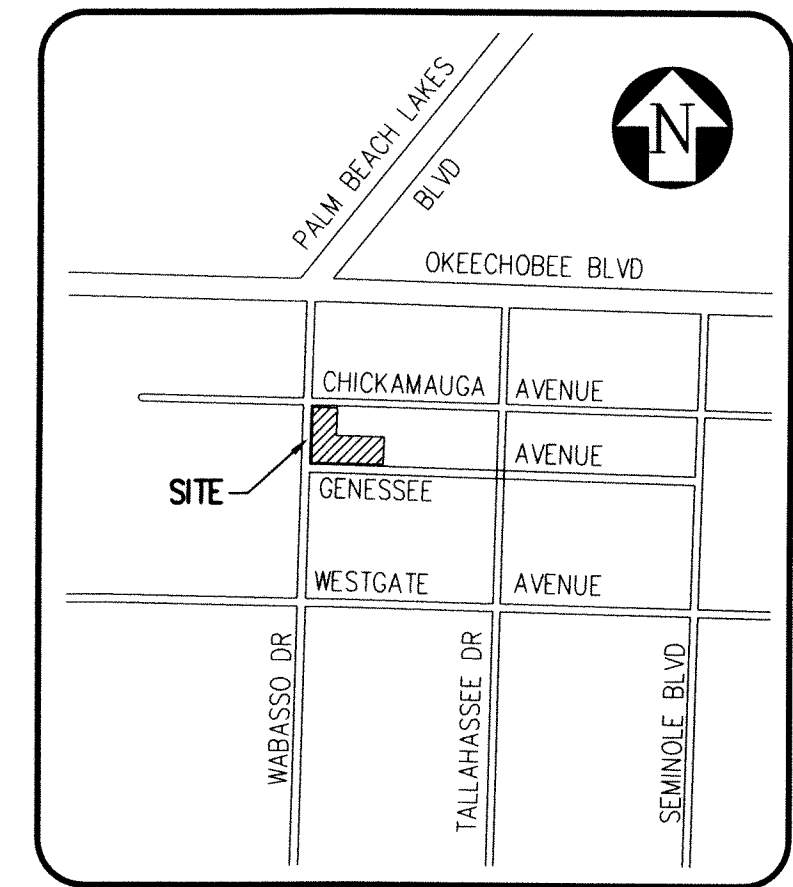 PALM BEACH LAKES
BLVD
N
OKEECHOBEE BLVD
CHICKAMAUGA AVENUE
AVENUE
SITE
GENESSEE
WESTGATE AVENUE
WABASSO DR
TALLAHASSEE DR
SEMINOLE BLVD